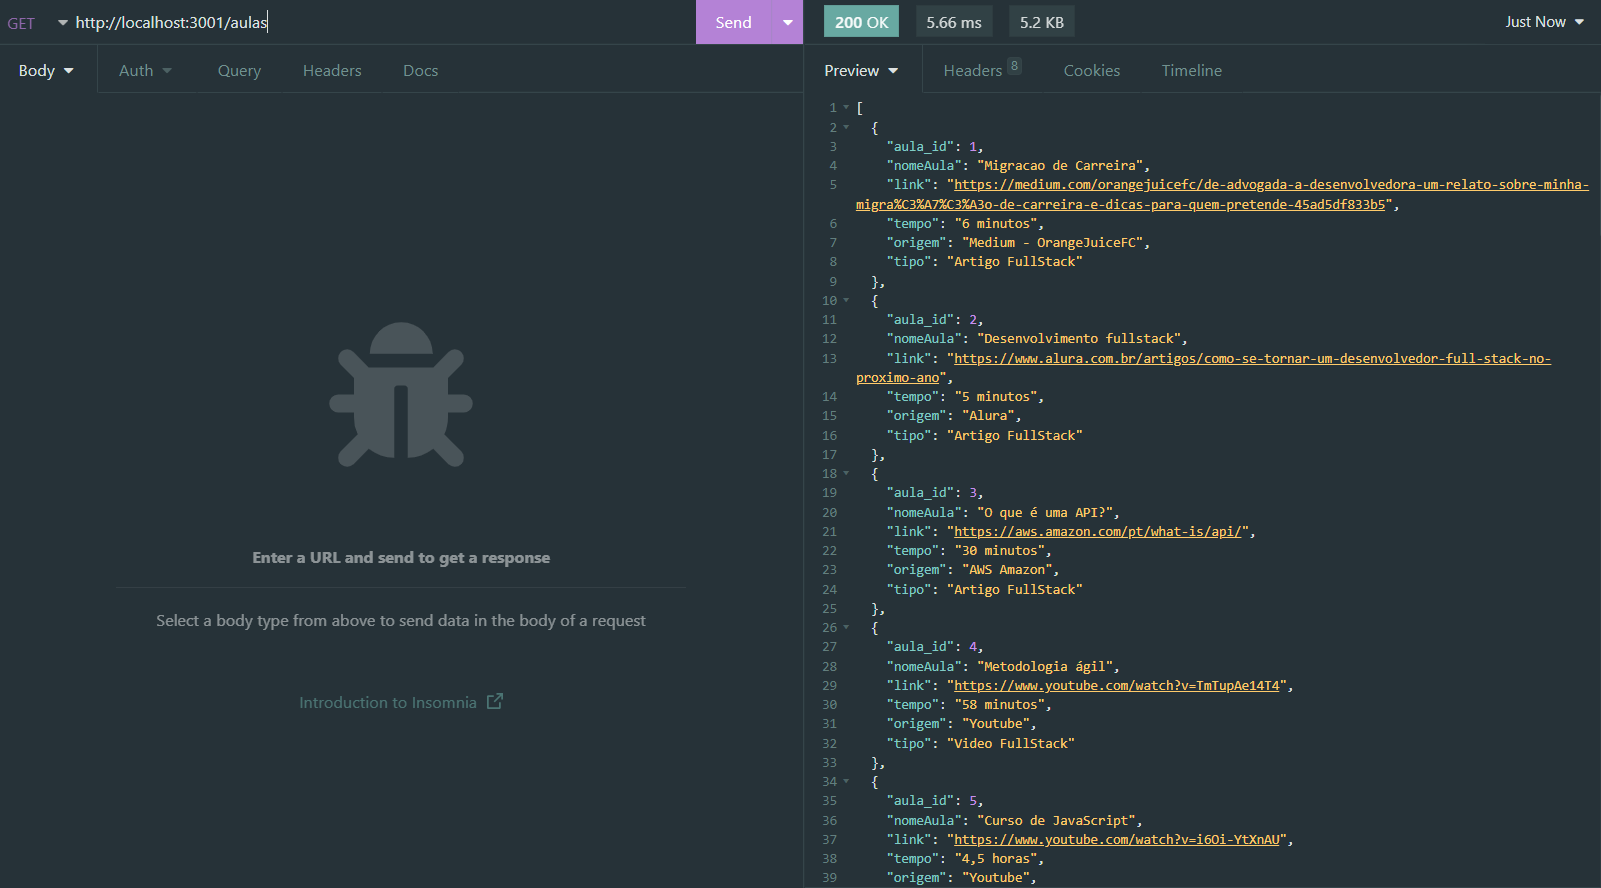 GET http://localhost:3001/aulas Send
Body Auth Query Headers Docs
Enter a URL and send to get a response
Select a body type from above to send data in the body of a request
Introduction to Insomnia
200 OK 5.66 ms 5.2 KB Just Now
Preview Headers 8 Cookies Timeline
1 [
2 {
3 "aula_id": 1,
4 "nomeAula": "Migracao de Carreira",
5 "link": "https://medium.com/orangejuicefc/de-advogada-a-desenvolvedora-um-relato-sobre-minha-
migra%C3%A7%C3%A3o-de-carreira-e-dicas-para-quem-pretende-45ad5df833b5",
6 "tempo": "6 minutos",
7 "origem": "Medium - OrangeJuiceFC",
8 "tipo": "Artigo FullStack"
9 },
10 {
11 "aula_id": 2,
12 "nomeAula": "Desenvolvimento fullstack",
13 "link": "https://www.alura.com.br/artigos/como-se-tornar-um-desenvolvedor-full-stack-no-
proximo-ano",
14 "tempo": "5 minutos",
15 "origem": "Alura",
16 "tipo": "Artigo FullStack"
17 },
18 {
19 "aula_id": 3,
20 "nomeAula": "O que é uma API?",
21 "link": "https://aws.amazon.com/pt/what-is/api/",
22 "tempo": "30 minutos",
23 "origem": "AWS Amazon",
24 "tipo": "Artigo FullStack"
25 },
26 {
27 "aula_id": 4,
28 "nomeAula": "Metodologia ágil",
29 "link": "https://www.youtube.com/watch?v=TmTupAe14T4",
30 "tempo": "58 minutos",
31 "origem": "Youtube",
32 "tipo": "Video FullStack"
33 },
34 {
35 "aula_id": 5,
36 "nomeAula": "Curso de JavaScript",
37 "link": "https://www.youtube.com/watch?v=i6Oi-YtXnAU",
38 "tempo": "4,5 horas",
39 "origem": "Youtube",